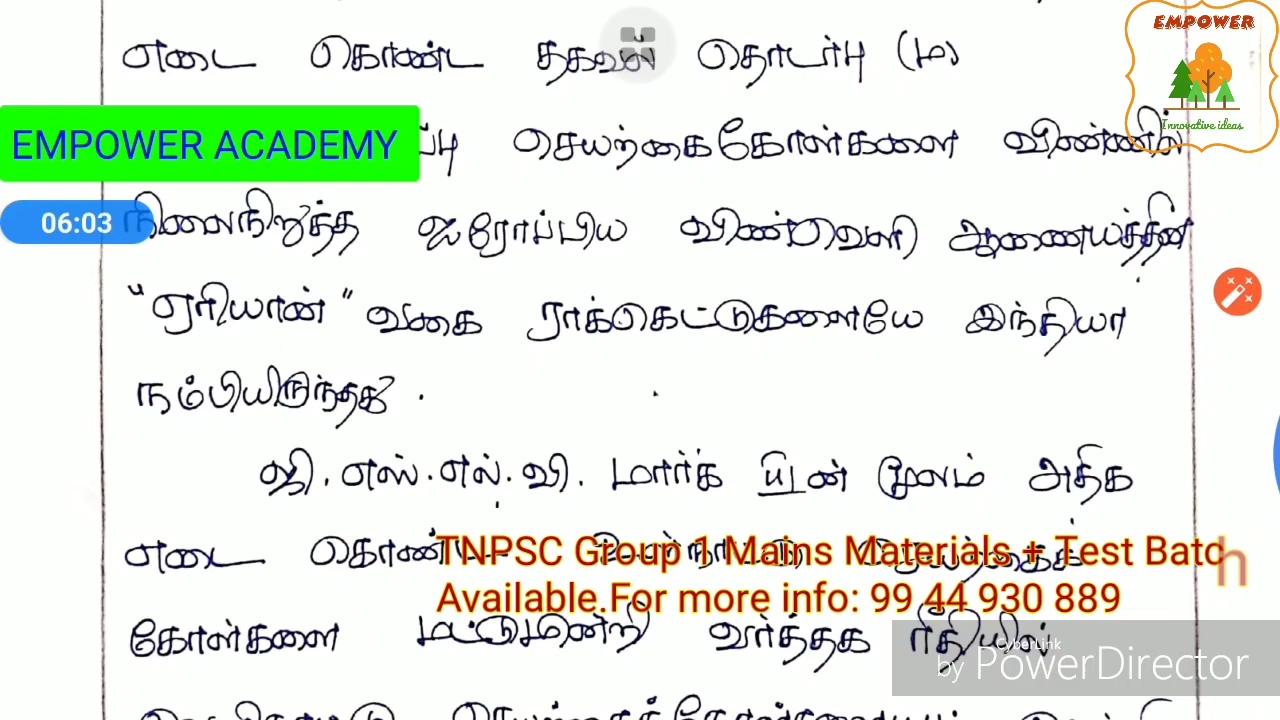 எடை கொண்ட தகவல் தொடர்பு (ம)
EMPOWER
Innovative ideas
EMPOWER ACADEMY
ப்பு செயற்கைகோள்களை விண்ணில்
06:03
நிலைநிறுத்த ஐரோப்பிய விண்வெளி ஆணையத்தின்
"ஏரியான்" வகை ராக்கெட்டுகளையே இந்தியா
நம்பியிருந்தது.
ஜி.எஸ்.எல்.வி. மார்க் IIIன் மூலம் அதிக
எடை கொண்ட
TNPSC Group 1 Mains Materials + Test Batch
Available.For more info: 99 44 930 889
கோள்களை மட்டுமின்றி வர்த்தக ரீதியில்
by CyberLink PowerDirector